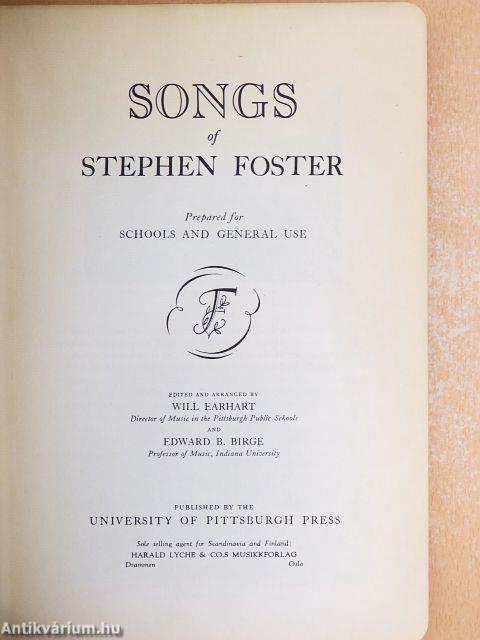 SONGS
of
STEPHEN FOSTER
Prepared for
SCHOOLS AND GENERAL USE
F
EDITED AND ARRANGED BY
WILL EARHART
Director of Music in the Pittsburgh Public Schools
AND
EDWARD B. BIRGE
Professor of Music, Indiana University
PUBLISHED BY THE
UNIVERSITY OF PITTSBURGH PRESS
Sole selling agent for Scandinavia and Finland:
HARALD LYCHE & CO.S MUSIKKFORLAG
Drammen Oslo
Antikvárium.hu